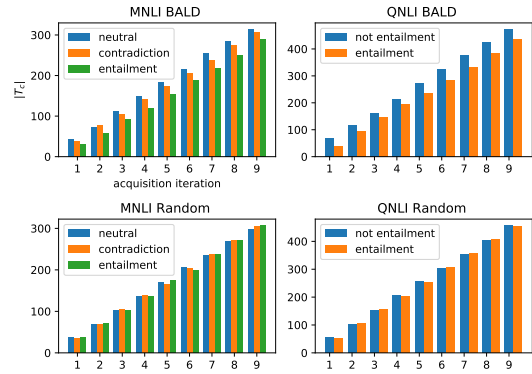 MNLI BALD
neutral
contradiction
entailment
300
200
100
0
|T_c|
1 2 3 4 5 6 7 8 9
acquisition iteration
QNLI BALD
not entailment
entailment
400
300
200
100
0
1 2 3 4 5 6 7 8 9
MNLI Random
neutral
contradiction
entailment
300
200
100
0
1 2 3 4 5 6 7 8 9
QNLI Random
not entailment
entailment
400
300
200
100
0
1 2 3 4 5 6 7 8 9